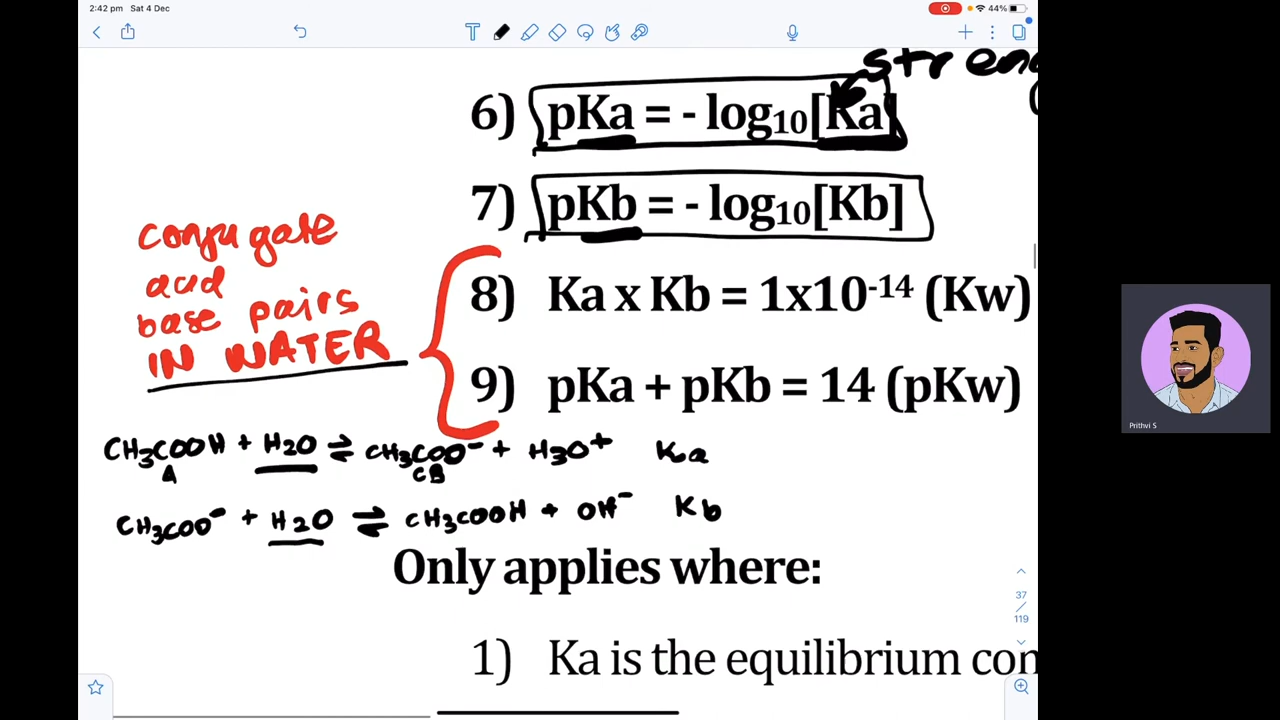 2:42 pm Sat 4 Dec
44%
stren
6) pKa = - log10[Ka]
7) pKb = - log10[Kb]
conjugate
acid
base pairs
IN WATER
8) Ka x Kb = 1x10-14 (Kw)
9) pKa + pKb = 14 (pKw)
CH3COOH + H2O ⇌ CH3COO- + H3O+ Ka
A CB
CH3COO- + H2O ⇌ CH3COOH + OH- Kb
Only applies where:
1) Ka is the equilibrium con
37
/
119
Prithvi S